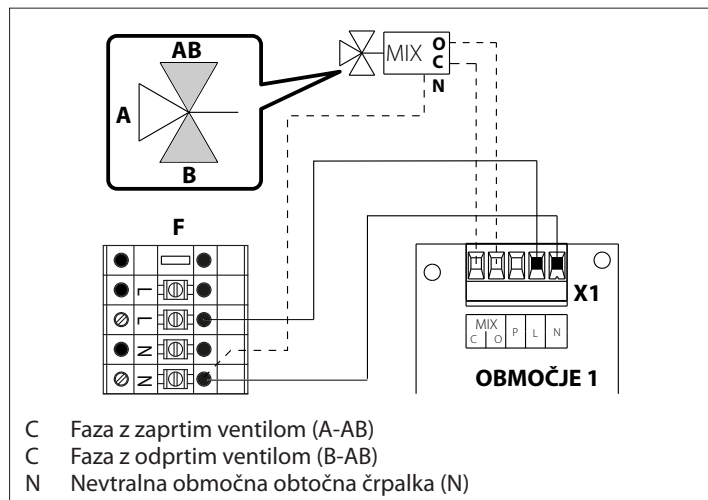 AB
O
MIX
C
N
A
B
F
L
L
N
N
X1
MIX
C O P L N
OBMOČJE 1
C Faza z zaprtim ventilom (A-AB)
C Faza z odprtim ventilom (B-AB)
N Nevtralna območna obtočna črpalka (N)